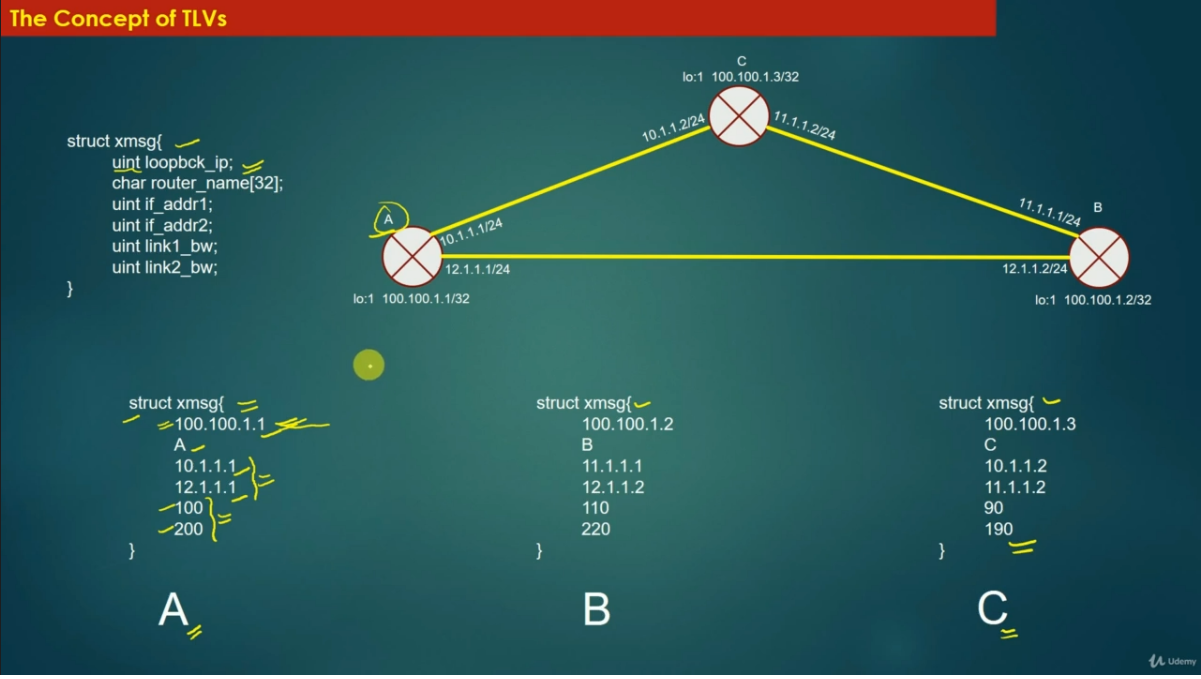 The Concept of TLVs
C
lo:1 100.100.1.3/32
10.1.1.2/24
11.1.1.2/24
struct xmsg{
uint loopbck_ip;
char router_name[32];
uint if_addr1;
uint if_addr2;
uint link1_bw;
uint link2_bw;
}
A
10.1.1.1/24
12.1.1.1/24
lo:1 100.100.1.1/32
11.1.1.1/24
B
12.1.1.2/24
lo:1 100.100.1.2/32
struct xmsg{
100.100.1.1
A
10.1.1.1
12.1.1.1
100
200
}
A
struct xmsg{
100.100.1.2
B
11.1.1.1
12.1.1.2
110
220
}
B
struct xmsg{
100.100.1.3
C
10.1.1.2
11.1.1.2
90
190
}
C
Udemy